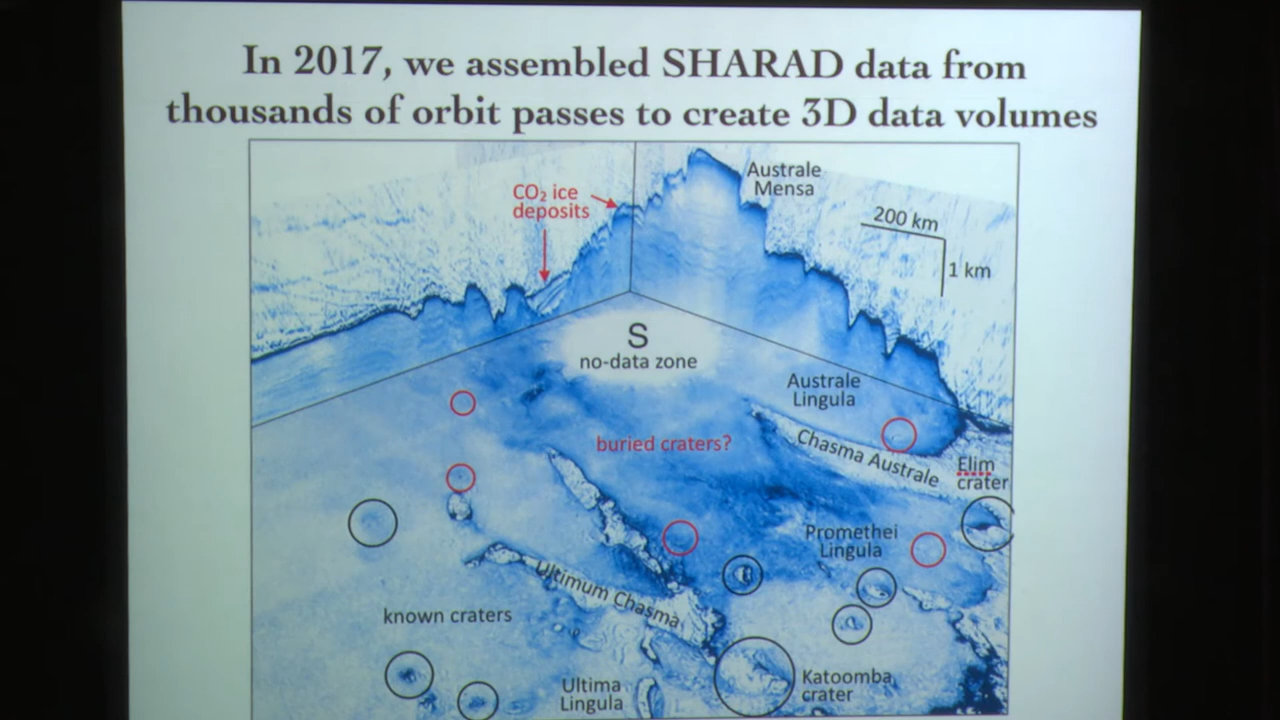 In 2017, we assembled SHARAD data from
thousands of orbit passes to create 3D data volumes
Australe
Mensa
CO₂ ice
deposits
200 km
1 km
S
no-data zone
Australe
Lingula
buried craters?
Chasma Australe
Elim
crater
Promethei
Lingula
Ultimum Chasma
known craters
Katoomba
crater
Ultima
Lingula